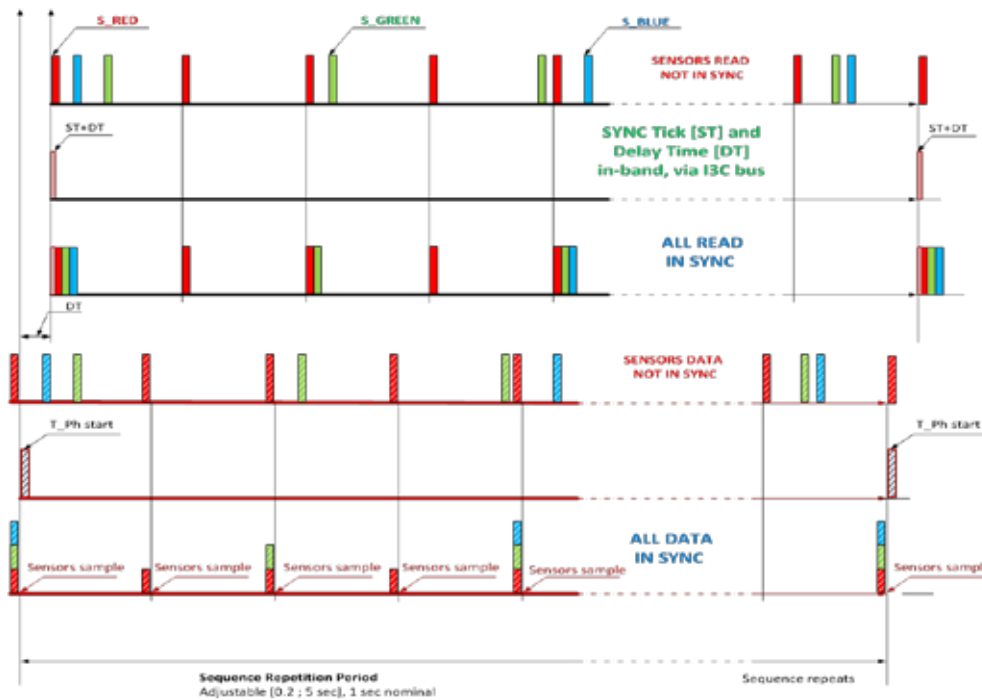 S_RED
S_GREEN
S_BLUE
SENSORS READ
NOT IN SYNC
ST+DT
SYNC Tick [ST] and
Delay Time [DT]
in-band, via I3C bus
ST+DT
ALL READ
IN SYNC
DT
SENSORS DATA
NOT IN SYNC
T_Ph start
T_Ph start
ALL DATA
IN SYNC
Sensors sample
Sensors sample
Sensors sample
Sensors sample
Sensors sample
Sensors sam
Sequence Repetition Period
Adjustable [0.2 ; 5 sec], 1 sec nominal
Sequence repeats